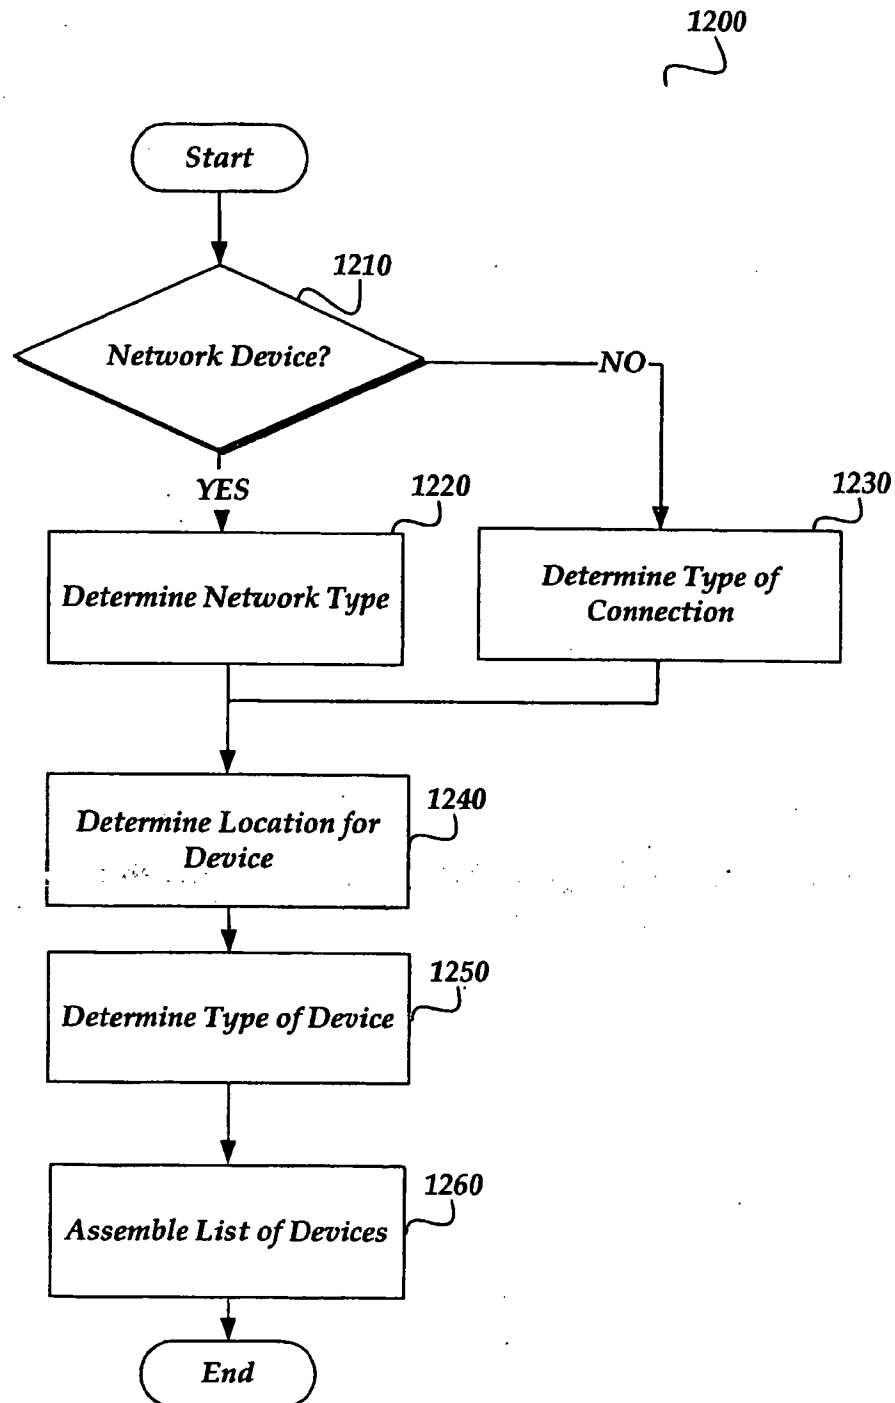 1200
Start
1210
Network Device?
NO
YES
1220
1230
Determine Network Type
Determine Type of
Connection
1240
Determine Location for
Device
1250
Determine Type of Device
1260
Assemble List of Devices
End